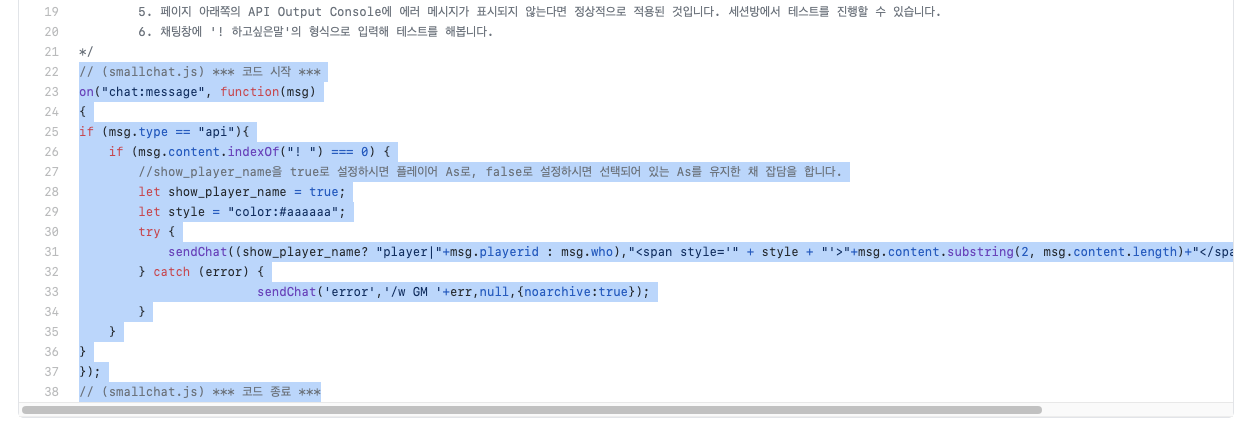 19 5. 페이지 아래쪽의 API Output Console에 에러 메시지가 표시되지 않는다면 정상적으로 적용된 것입니다. 세션방에서 테스트를 진행할 수 있습니다.
20 6. 채팅창에 '! 하고싶은말'의 형식으로 입력해 테스트를 해봅니다.
21 */
22 // (smallchat.js) *** 코드 시작 ***
23 on("chat:message", function(msg)
24 {
25 if (msg.type == "api"){
26 if (msg.content.indexOf("! ") === 0) {
27 //show_player_name을 true로 설정하시면 플레이어 As로, false로 설정하시면 선택되어 있는 As를 유지한 채 잡담을 합니다.
28 let show_player_name = true;
29 let style = "color:#aaaaaa";
30 try {
31 sendChat((show_player_name? "player|"+msg.playerid : msg.who),"<span style='" + style + "'>"+msg.content.substring(2, msg.content.length)+"</spa
32 } catch (error) {
33 sendChat('error','/w GM '+err,null,{noarchive:true});
34 }
35 }
36 }
37 });
38 // (smallchat.js) *** 코드 종료 ***